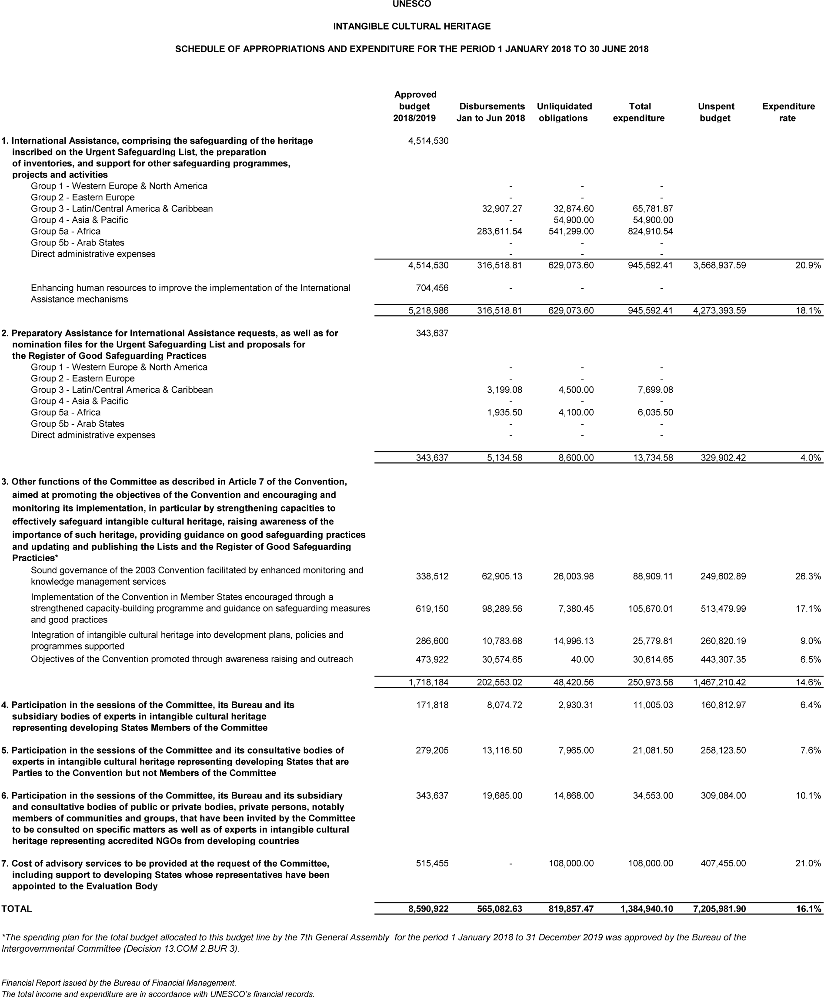 UNESCO
INTANGIBLE CULTURAL HERITAGE
SCHEDULE OF APPROPRIATIONS AND EXPENDITURE FOR THE PERIOD 1 JANUARY 2018 TO 30 JUNE 2018
Approved
budget Disbursements Unliquidated Total Unspent Expenditure
2018/2019 Jan to Jun 2018 obligations expenditure budget rate
1. International Assistance, comprising the safeguarding of the heritage 4,514,530
inscribed on the Urgent Safeguarding List, the preparation
of inventories, and support for other safeguarding programmes,
projects and activities
Group 1 - Western Europe & North America - - -
Group 2 - Eastern Europe - - -
Group 3 - Latin/Central America & Caribbean 32,907.27 32,874.60 65,781.87
Group 4 - Asia & Pacific - 54,900.00 54,900.00
Group 5a - Africa 283,611.54 541,299.00 824,910.54
Group 5b - Arab States - - -
Direct administrative expenses - - -
4,514,530 316,518.81 629,073.60 945,592.41 3,568,937.59 20.9%
Enhancing human resources to improve the implementation of the International 704,456 - - -
Assistance mechanisms
5,218,986 316,518.81 629,073.60 945,592.41 4,273,393.59 18.1%
2. Preparatory Assistance for International Assistance requests, as well as for 343,637
nomination files for the Urgent Safeguarding List and proposals for
the Register of Good Safeguarding Practices
Group 1 - Western Europe & North America - - -
Group 2 - Eastern Europe - - -
Group 3 - Latin/Central America & Caribbean 3,199.08 4,500.00 7,699.08
Group 4 - Asia & Pacific - - -
Group 5a - Africa 1,935.50 4,100.00 6,035.50
Group 5b - Arab States - - -
Direct administrative expenses - - -
343,637 5,134.58 8,600.00 13,734.58 329,902.42 4.0%
3. Other functions of the Committee as described in Article 7 of the Convention,
aimed at promoting the objectives of the Convention and encouraging and
monitoring its implementation, in particular by strengthening capacities to
effectively safeguard intangible cultural heritage, raising awareness of the
importance of such heritage, providing guidance on good safeguarding practices
and updating and publishing the Lists and the Register of Good Safeguarding
Practicies*
Sound governance of the 2003 Convention facilitated by enhanced monitoring and
knowledge management services 338,512 62,905.13 26,003.98 88,909.11 249,602.89 26.3%
Implementation of the Convention in Member States encouraged through a
strengthened capacity-building programme and guidance on safeguarding measures 619,150 98,289.56 7,380.45 105,670.01 513,479.99 17.1%
and good practices
Integration of intangible cultural heritage into development plans, policies and
programmes supported 286,600 10,783.68 14,996.13 25,779.81 260,820.19 9.0%
Objectives of the Convention promoted through awareness raising and outreach 473,922 30,574.65 40.00 30,614.65 443,307.35 6.5%
1,718,184 202,553.02 48,420.56 250,973.58 1,467,210.42 14.6%
4. Participation in the sessions of the Committee, its Bureau and its 171,818 8,074.72 2,930.31 11,005.03 160,812.97 6.4%
subsidiary bodies of experts in intangible cultural heritage
representing developing States Members of the Committee
5. Participation in the sessions of the Committee and its consultative bodies of 279,205 13,116.50 7,965.00 21,081.50 258,123.50 7.6%
experts in intangible cultural heritage representing developing States that are
Parties to the Convention but not Members of the Committee
6. Participation in the sessions of the Committee, its Bureau and its subsidiary 343,637 19,685.00 14,868.00 34,553.00 309,084.00 10.1%
and consultative bodies of public or private bodies, private persons, notably
members of communities and groups, that have been invited by the Committee
to be consulted on specific matters as well as of experts in intangible cultural
heritage representing accredited NGOs from developing countries
7. Cost of advisory services to be provided at the request of the Committee, 515,455 - 108,000.00 108,000.00 407,455.00 21.0%
including support to developing States whose representatives have been
appointed to the Evaluation Body
TOTAL 8,590,922 565,082.63 819,857.47 1,384,940.10 7,205,981.90 16.1%
*The spending plan for the total budget allocated to this budget line by the 7th General Assembly for the period 1 January 2018 to 31 December 2019 was approved by the Bureau of the
Intergovernmental Committee (Decision 13.COM 2.BUR 3).
Financial Report issued by the Bureau of Financial Management.
The total income and expenditure are in accordance with UNESCO's financial records.